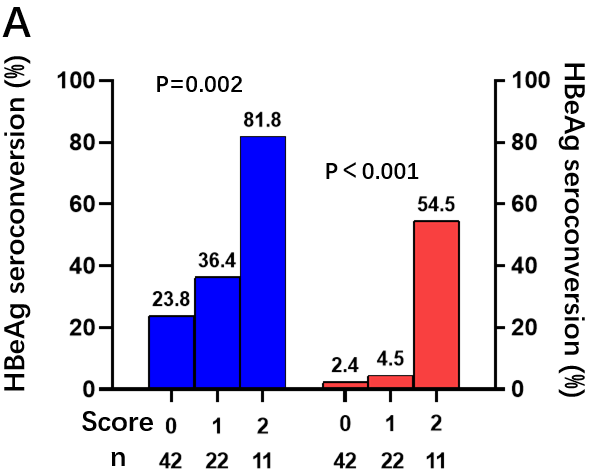 A
HBeAg seroconversion (%)
100
80
60
40
20
0
P=0.002
23.8
36.4
81.8
P < 0.001
2.4
4.5
54.5
100
80
60
40
20
0
HBeAg seroconversion (%)
Score 0 1 2 0 1 2
n 42 22 11 42 22 11